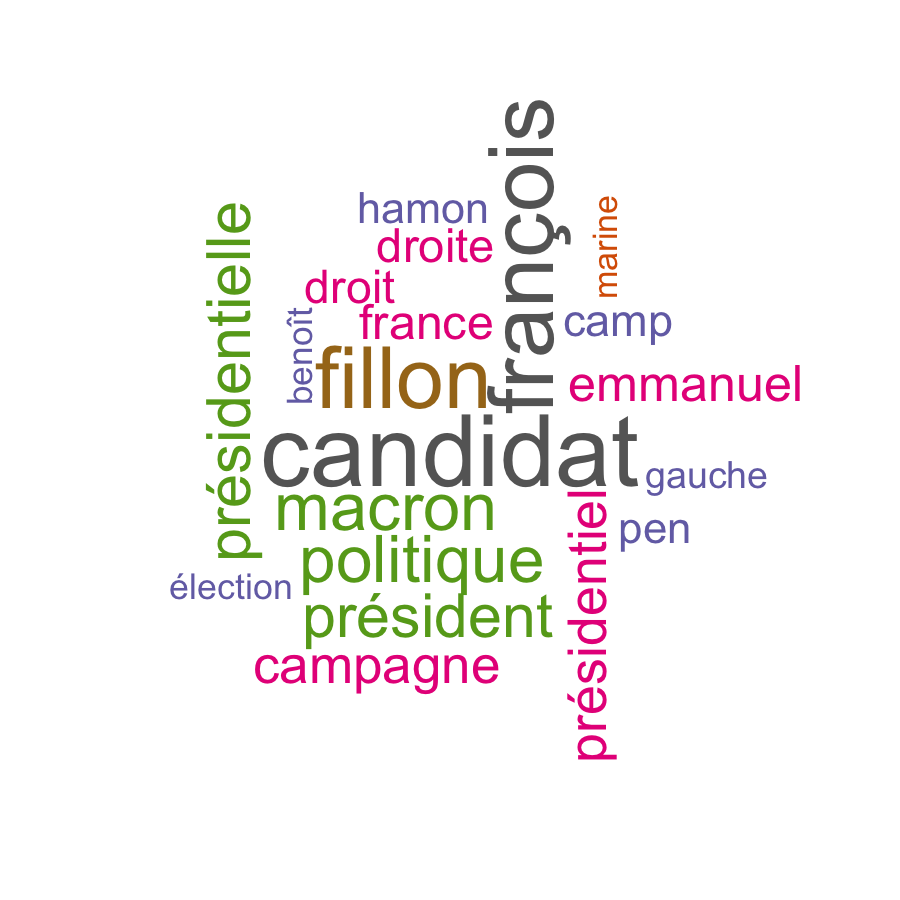 françois
hamon
marine
présidentielle
droite
droit
france
camp
benoît
fillon
emmanuel
candidat
gauche
macron
présidentiel
pen
politique
élection
président
campagne